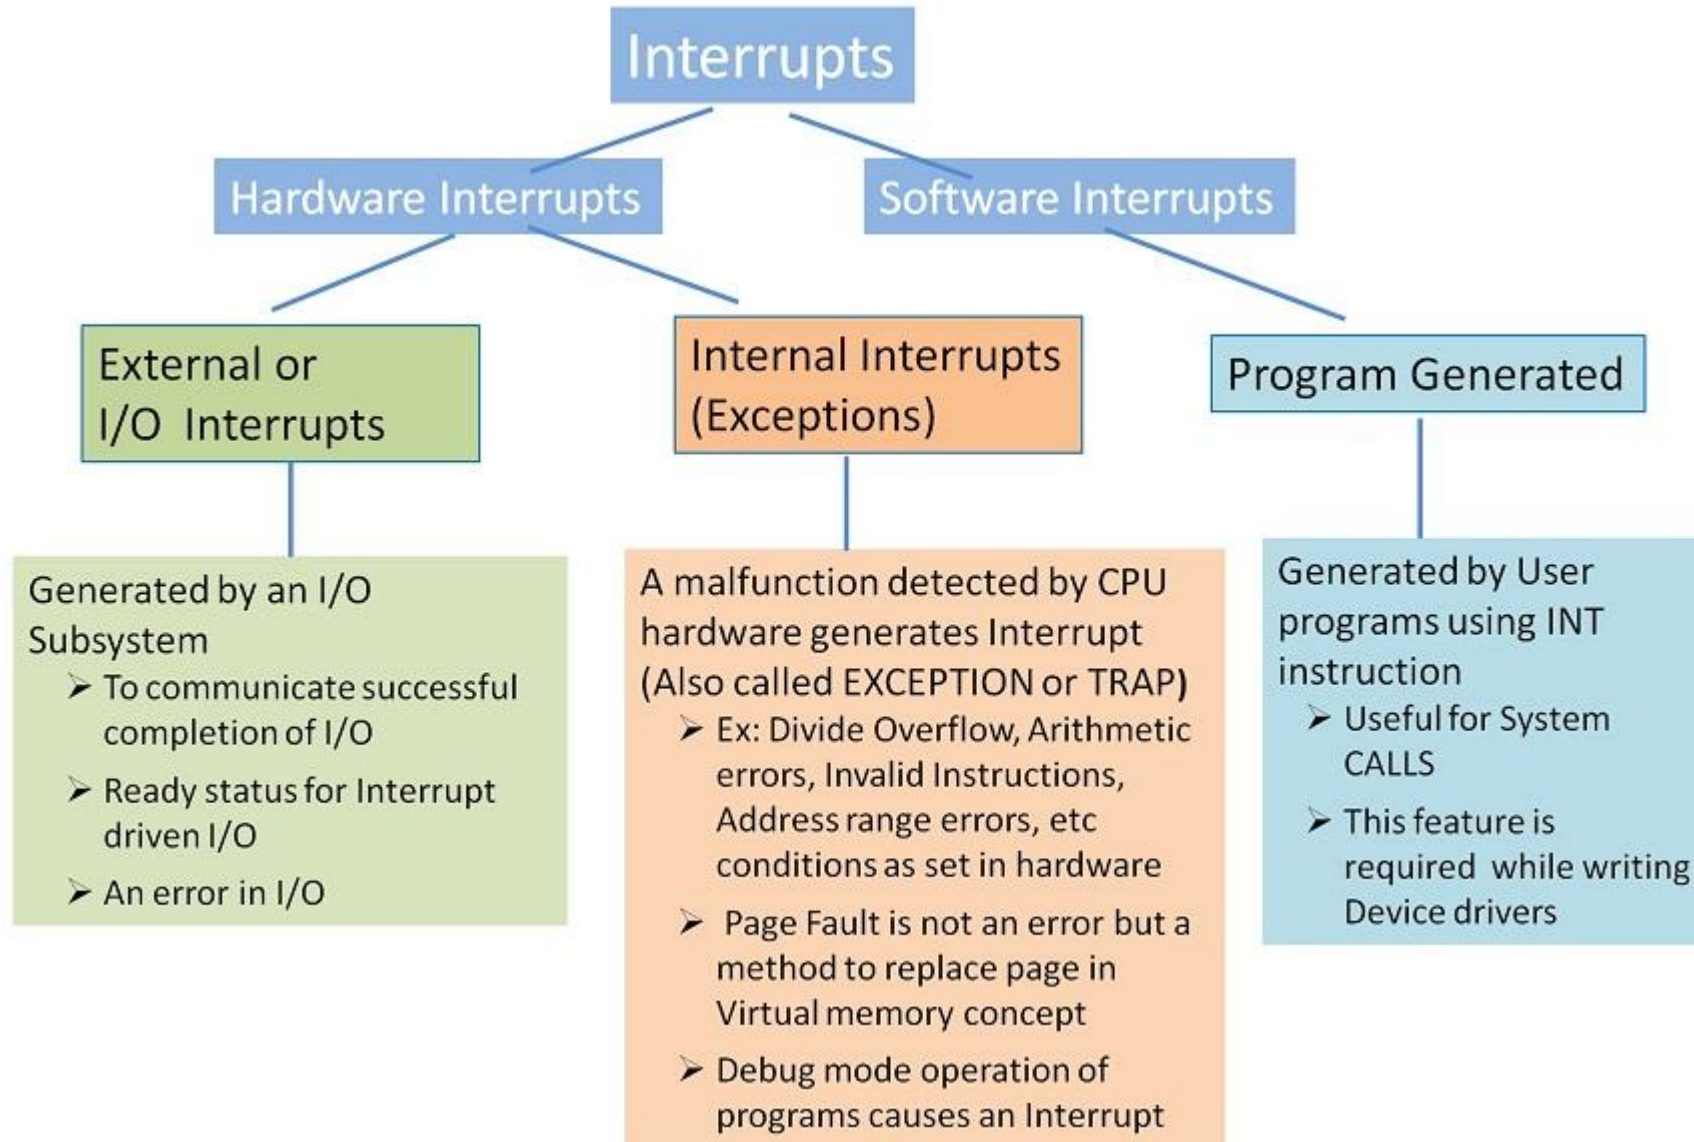 Interrupts
Hardware Interrupts
Software Interrupts
External or
I/O Interrupts
Internal Interrupts
(Exceptions)
Program Generated
Generated by an I/O
Subsystem
➢ To communicate successful
completion of I/O
➢ Ready status for Interrupt
driven I/O
➢ An error in I/O
A malfunction detected by CPU
hardware generates Interrupt
(Also called EXCEPTION or TRAP)
➢ Ex: Divide Overflow, Arithmetic
errors, Invalid Instructions,
Address range errors, etc
conditions as set in hardware
➢ Page Fault is not an error but a
method to replace page in
Virtual memory concept
➢ Debug mode operation of
programs causes an Interrupt
Generated by User
programs using INT
instruction
➢ Useful for System
CALLS
➢ This feature is
required while writing
Device drivers